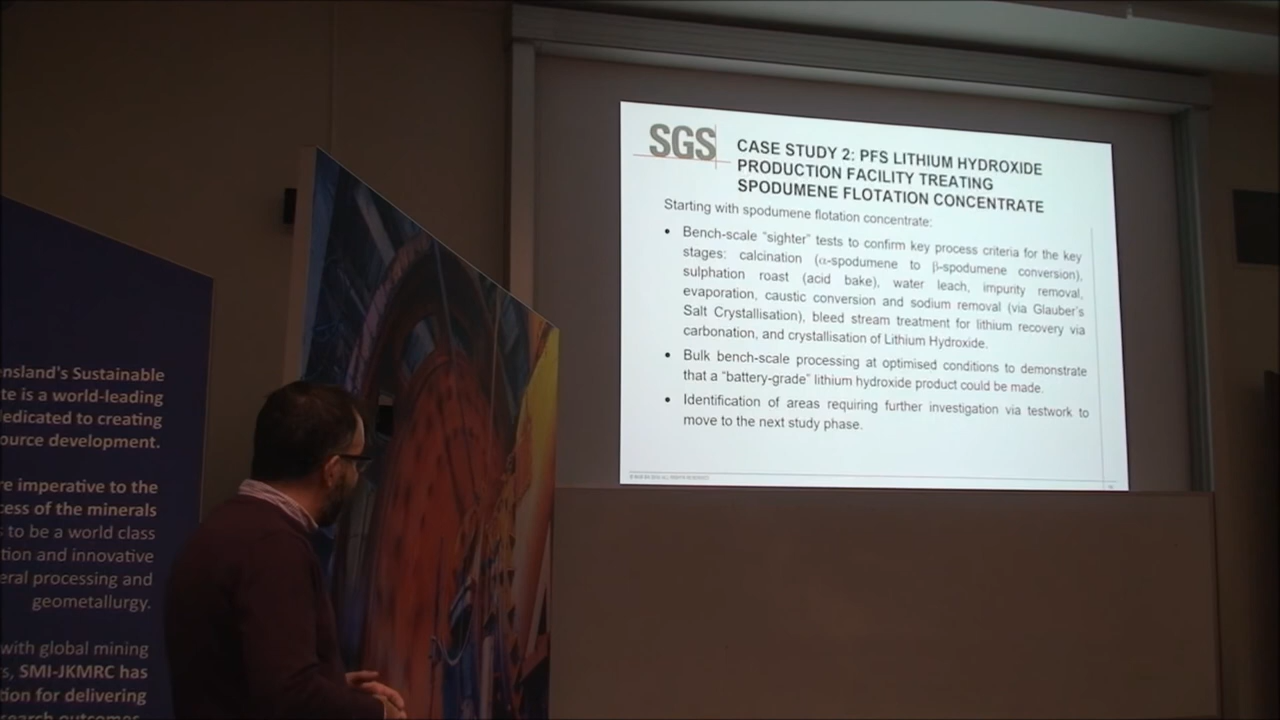 SGS
CASE STUDY 2: PFS LITHIUM HYDROXIDE
PRODUCTION FACILITY TREATING
SPODUMENE FLOTATION CONCENTRATE
Starting with spodumene flotation concentrate:
• Bench-scale "sighter" tests to confirm key process criteria for the key
stages: calcination (α-spodumene to β-spodumene conversion),
sulphation roast (acid bake), water leach, impurity removal,
evaporation, caustic conversion and sodium removal (via Glauber's
Salt Crystallisation), bleed stream treatment for lithium recovery via
carbonation, and crystallisation of Lithium Hydroxide.
• Bulk bench-scale processing at optimised conditions to demonstrate
that a "battery-grade" lithium hydroxide product could be made.
• Identification of areas requiring further investigation via testwork to
move to the next study phase.
ensland's Sustainable
te is a world-leading
edicated to creating
ource development.
re imperative to the
cess of the minerals
to be a world class
tion and innovative
eral processing and
geometallurgy.
with global mining
s, SMI-JKMRC has
tion for delivering
search outcomes